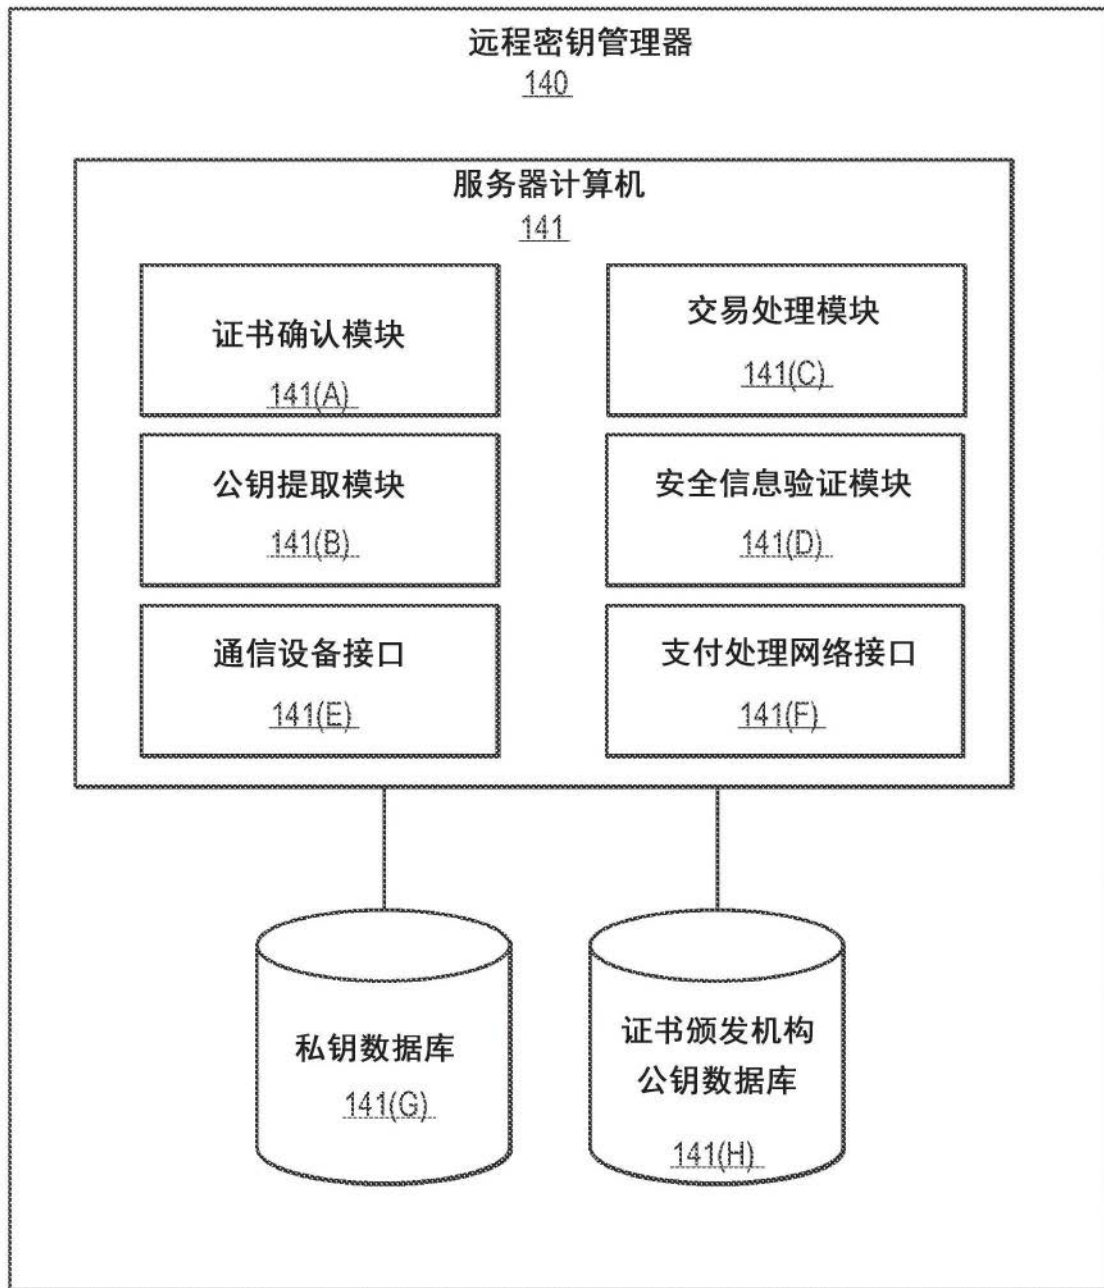 远程密钥管理器
140
服务器计算机
141
证书确认模块
141(A)
交易处理模块
141(C)
公钥提取模块
141(B)
安全信息验证模块
141(D)
通信设备接口
141(E)
支付处理网络接口
141(F)
私钥数据库
141(G)
证书颁发机构
公钥数据库
141(H)